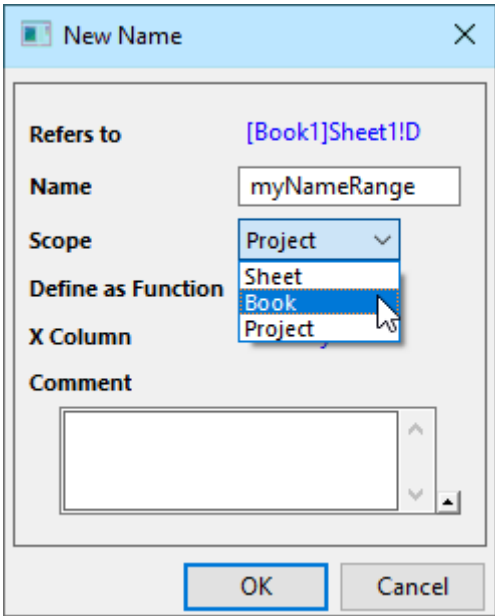 New Name
Refers to [Book1]Sheet1!D
Name myNameRange
Scope Project
Sheet
Define as Function
Book
X Column Project
Comment
OK Cancel